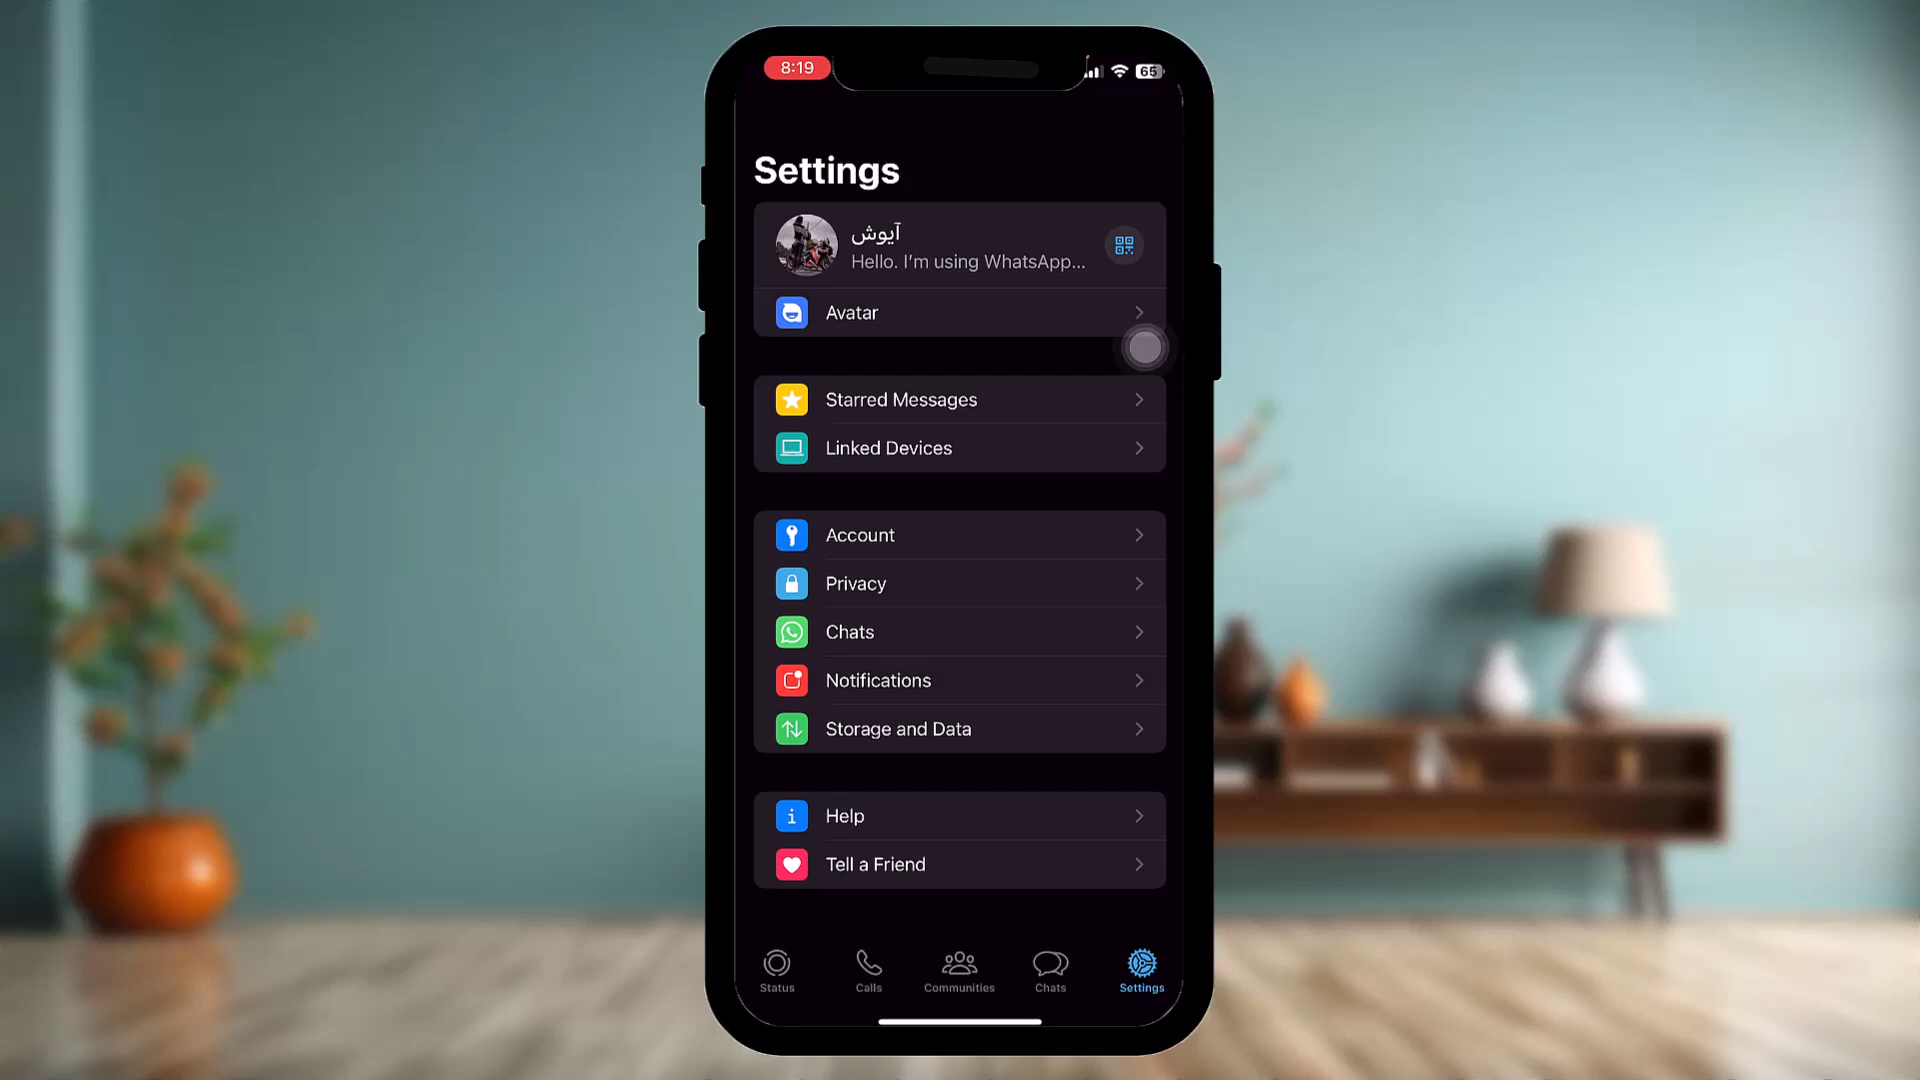 8:19
65
Settings
آیوش
Hello. I'm using WhatsApp...
Avatar
Starred Messages
Linked Devices
Account
Privacy
Chats
Notifications
Storage and Data
Help
Tell a Friend
Status
Calls
Communities
Chats
Settings